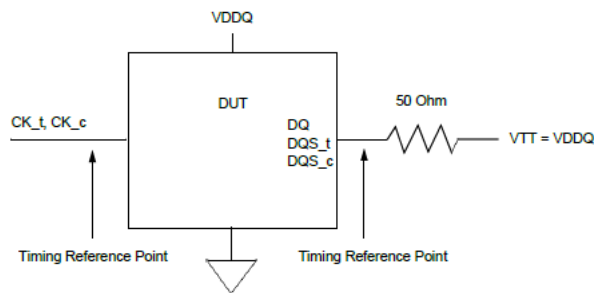 VDDQ
DUT
50 Ohm
CK_t, CK_c
DQ
DQS_t
DQS_c
VTT = VDDQ
Timing Reference Point
Timing Reference Point